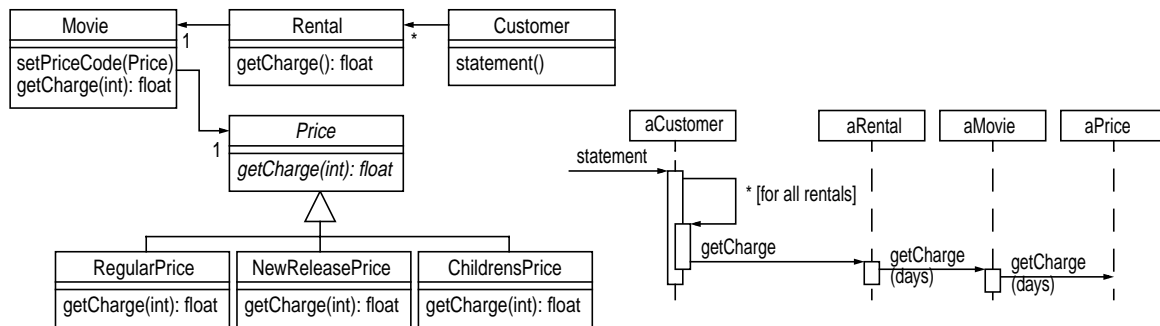 Movie
setPriceCode(Price)
getCharge(int): float
1
Rental
getCharge(): float
*
Customer
statement()
Price
getCharge(int): float
1
RegularPrice
getCharge(int): float
NewReleasePrice
getCharge(int): float
ChildrensPrice
getCharge(int): float
aCustomer
aRental
aMovie
aPrice
statement
* [for all rentals]
getCharge
getCharge
(days)
getCharge
(days)